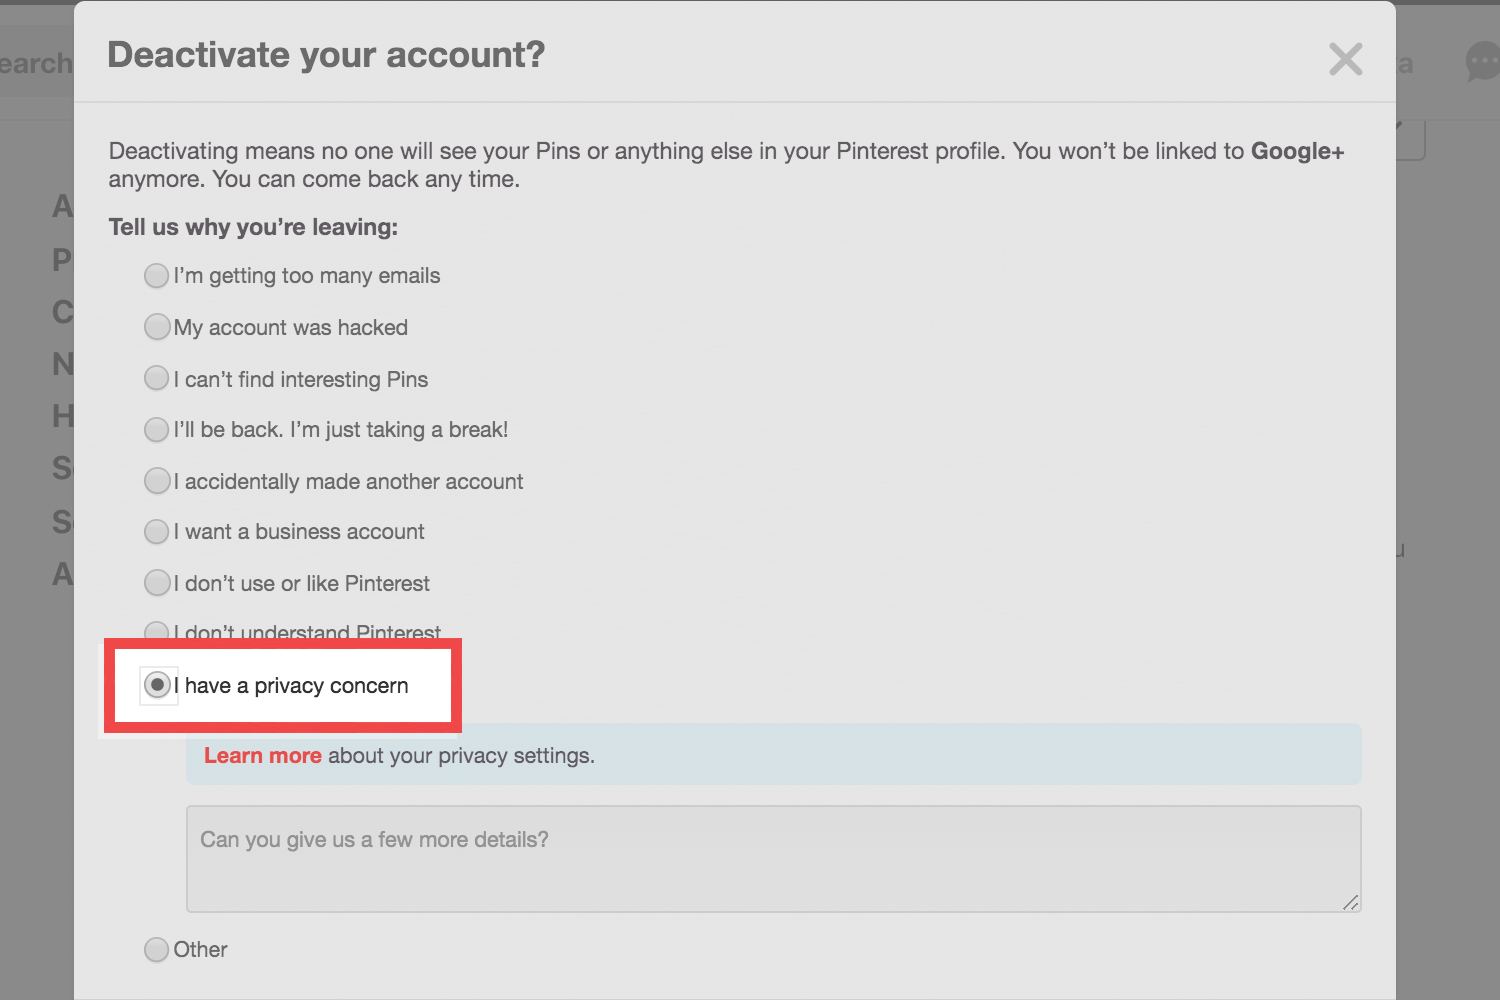 Deactivate your account?
earch
a
Deactivating means no one will see your Pins or anything else in your Pinterest profile. You won’t be linked to Google+
anymore. You can come back any time.
A
Tell us why you’re leaving:
P
I’m getting too many emails
C
My account was hacked
N
I can’t find interesting Pins
H
I’ll be back. I’m just taking a break!
S
I accidentally made another account
S
I want a business account
u
A
I don’t use or like Pinterest
I don’t understand Pinterest
I have a privacy concern
Learn more about your privacy settings.
Can you give us a few more details?
Other